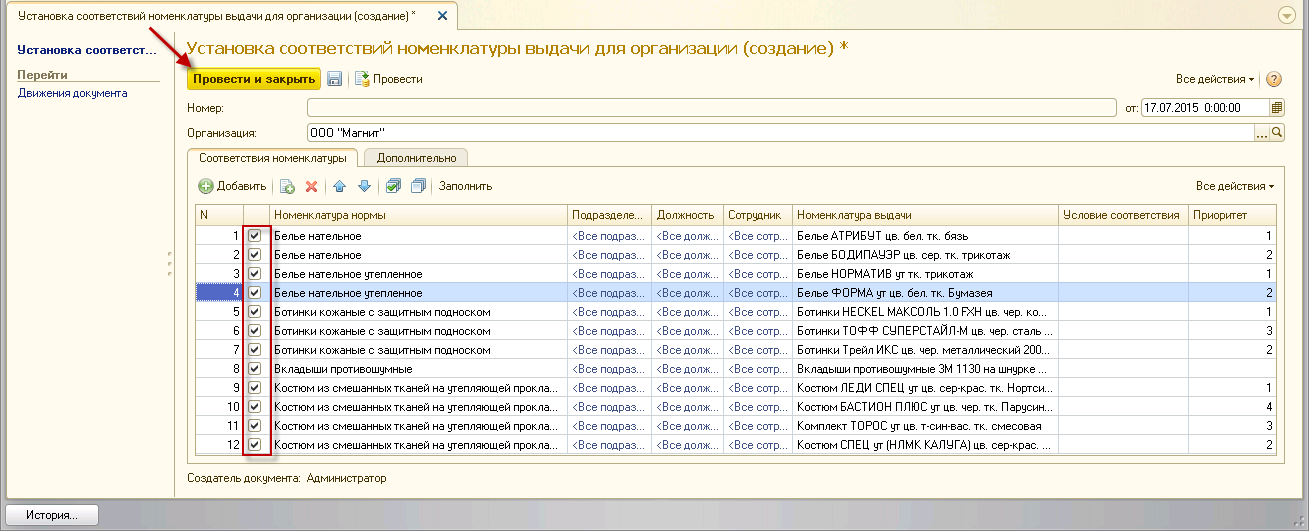 Установка соответствий номенклатуры выдачи для организации (создание) *
Установка соответст...
Перейти
Движения документа
Установка соответствий номенклатуры выдачи для организации (создание) *
Провести и закрыть Провести Все действия
Номер: от: 17.07.2015 0:00:00
Организация: ООО "Магнит" ...
Соответствия номенклатуры Дополнительно
Добавить Заполнить Все действия
N Номенклатура нормы Подразделе... Должность Сотрудник Номенклатура выдачи Условие соответствия Приоритет
1 Белье нательное <Все подраз... <Все долж... <Все сотр... Белье АТРИБУТ цв. бел. тк. бязь 1
2 Белье нательное <Все подраз... <Все долж... <Все сотр... Белье БОДИПАУЭР цв. сер. тк. трикотаж 2
3 Белье нательное утепленное <Все подраз... <Все долж... <Все сотр... Белье НОРМАТИВ ут тк. трикотаж 1
4 Белье нательное утепленное <Все подраз... <Все долж... <Все сотр... Белье ФОРМА ут цв. бел. тк. Бумазея 2
5 Ботинки кожаные с защитным подноском <Все подраз... <Все долж... <Все сотр... Ботинки HECKEL МАКСОЛЬ 1.0 FXH цв. чер. ко... 1
6 Ботинки кожаные с защитным подноском <Все подраз... <Все долж... <Все сотр... Ботинки ТОФФ СУПЕРСТАЙЛ-М цв. чер. сталь ... 3
7 Ботинки кожаные с защитным подноском <Все подраз... <Все долж... <Все сотр... Ботинки Трейл ИКС цв. чер. металлический 200... 2
8 Вкладыши противошумные <Все подраз... <Все долж... <Все сотр... Вкладыши противошумные 3М 1130 на шнурке ...
9 Костюм из смешанных тканей на утепляющей прокла... <Все подраз... <Все долж... <Все сотр... Костюм ЛЕДИ СПЕЦ ут цв. сер-крас. тк. Нортси... 1
10 Костюм из смешанных тканей на утепляющей прокла... <Все подраз... <Все долж... <Все сотр... Костюм БАСТИОН ПЛЮС ут цв. чер. тк. Парусин... 4
11 Костюм из смешанных тканей на утепляющей прокла... <Все подраз... <Все долж... <Все сотр... Комплект ТОРОС ут цв. т-син-вас. тк. смесовая 3
12 Костюм из смешанных тканей на утепляющей прокла... <Все подраз... <Все долж... <Все сотр... Костюм СПЕЦ ут (НЛМК КАЛУГА) цв. сер-крас. ... 2
Создатель документа: Администратор
История...